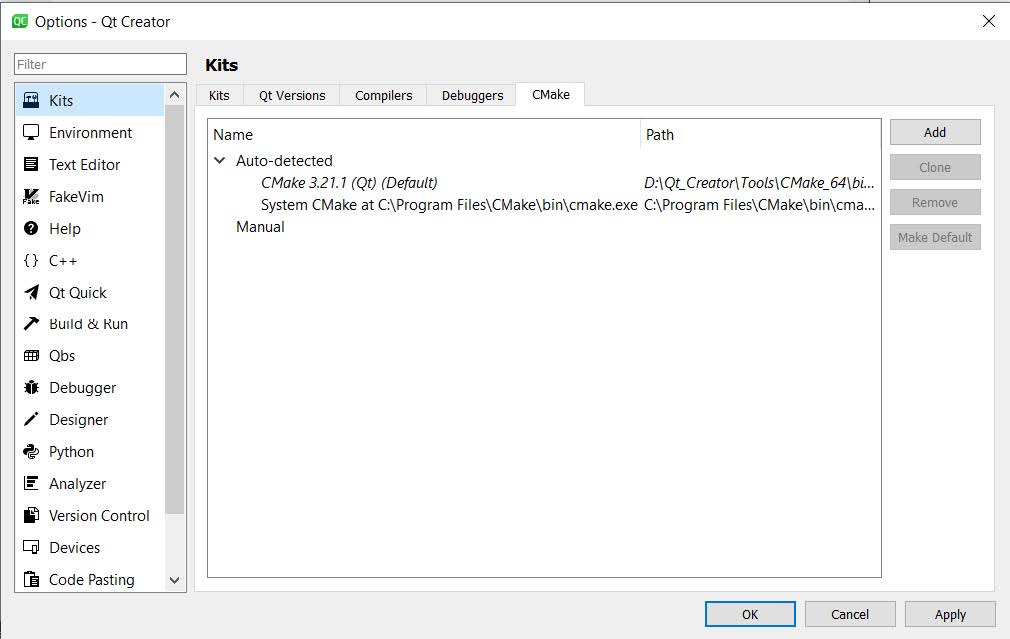 Options - Qt Creator
Filter
Kits
Environment
Text Editor
FakeVim
Help
C++
Qt Quick
Build & Run
Qbs
Debugger
Designer
Python
Analyzer
Version Control
Devices
Code Pasting
Kits
Kits Qt Versions Compilers Debuggers CMake
Name Path
Auto-detected
CMake 3.21.1 (Qt) (Default) D:\Qt_Creator\Tools\CMake_64\bi...
System CMake at C:\Program Files\CMake\bin\cmake.exe C:\Program Files\CMake\bin\cma...
Manual
Add
Clone
Remove
Make Default
OK Cancel Apply